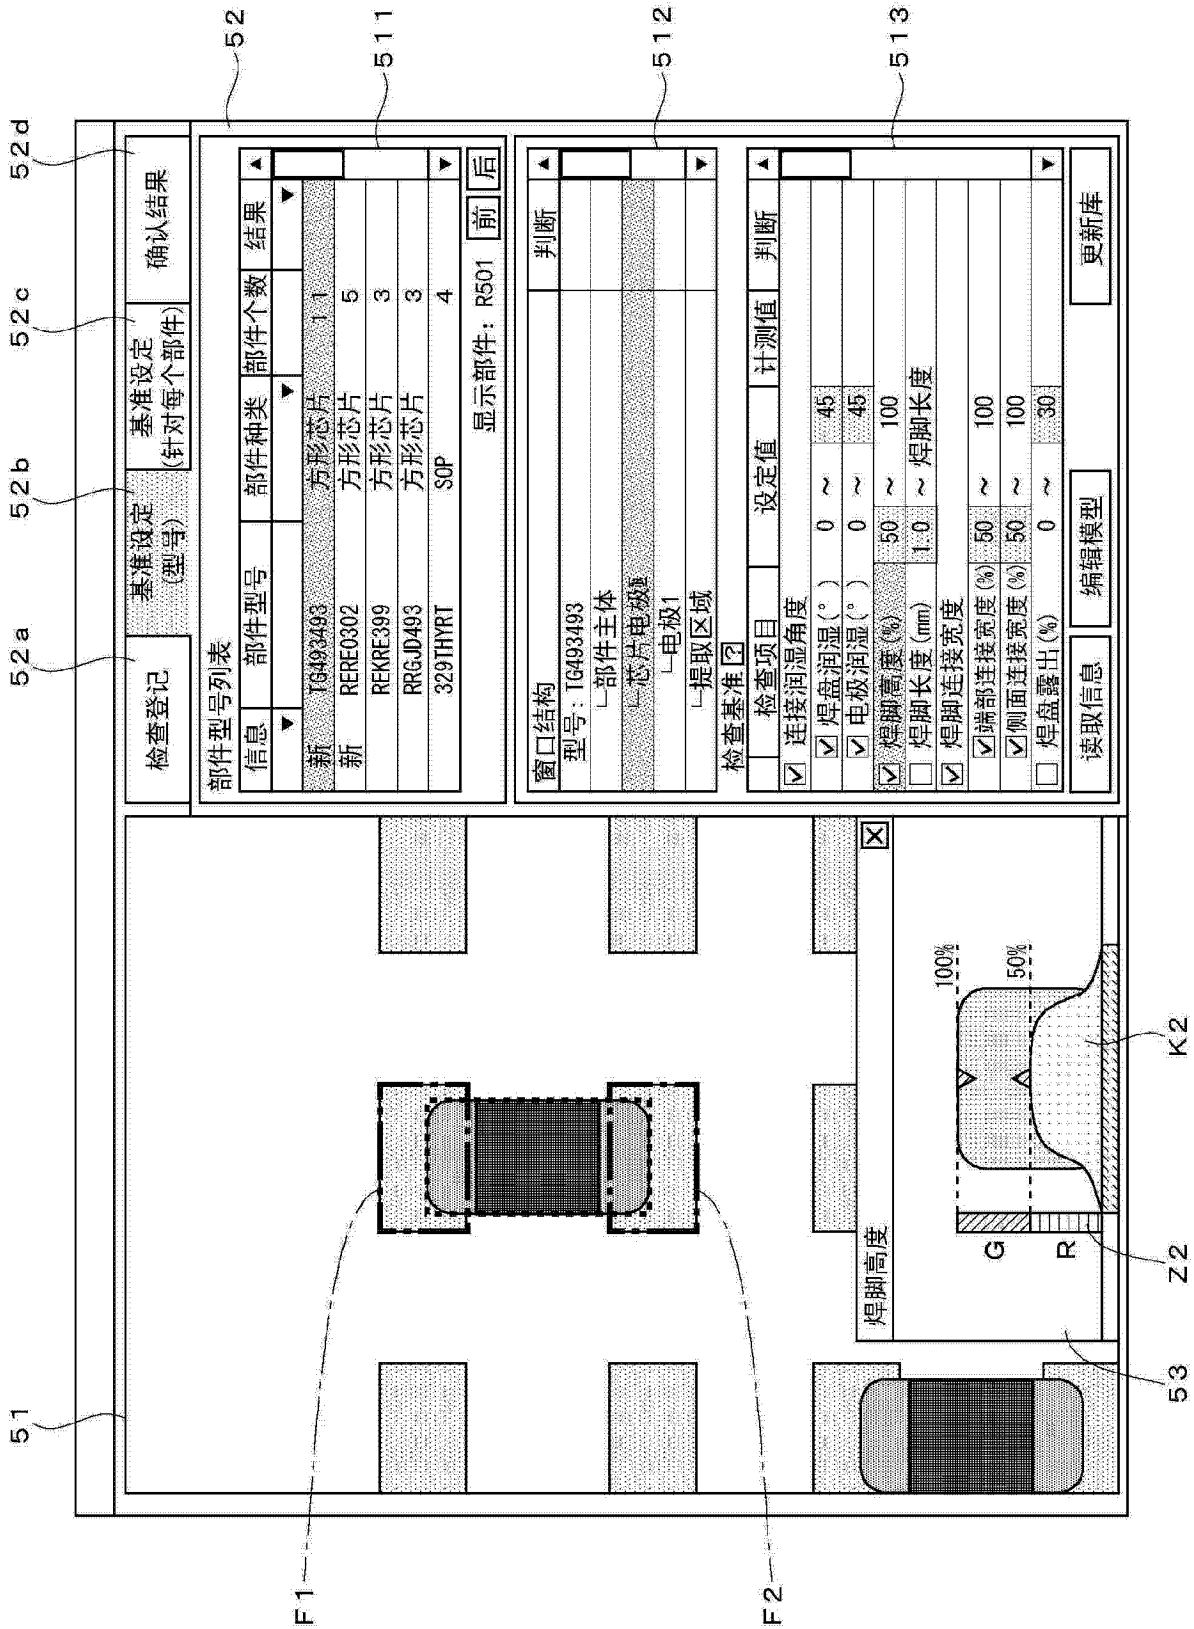 51
52a
52b
52c
52d
52
511
512
513
53
F1
F2
Z2
K2
检查登记
基准设定
(型号)
基准设定
(针对每个部件)
确认结果
部件型号列表
信息 部件型号 部件种类 部件个数 结果
新 TG493493 方形芯片 1
新 RERE0302 方形芯片 5
REKRE399 方形芯片 3
RRGJD493 方形芯片 3
329THYRT SOP 4
显示部件: R501 前 后
窗口结构 判断
型号: TG493493
部件主体
芯片电极
电极1
提取区域
检查基准 ?
检查项目 设定值 计测值 判断
连接润湿角度
焊盘润湿(°) 0 ~ 45
电极润湿(°) 0 ~ 45
焊脚高度(%) 50 ~ 100
焊脚长度(mm) 1.0 ~ 焊脚长度
焊脚连接宽度
端部连接宽度(%) 50 ~ 100
侧面连接宽度(%) 50 ~ 100
焊盘露出(%) 0 ~ 30
读取信息 编辑模型 更新库
焊脚高度
100%
50%
G
R